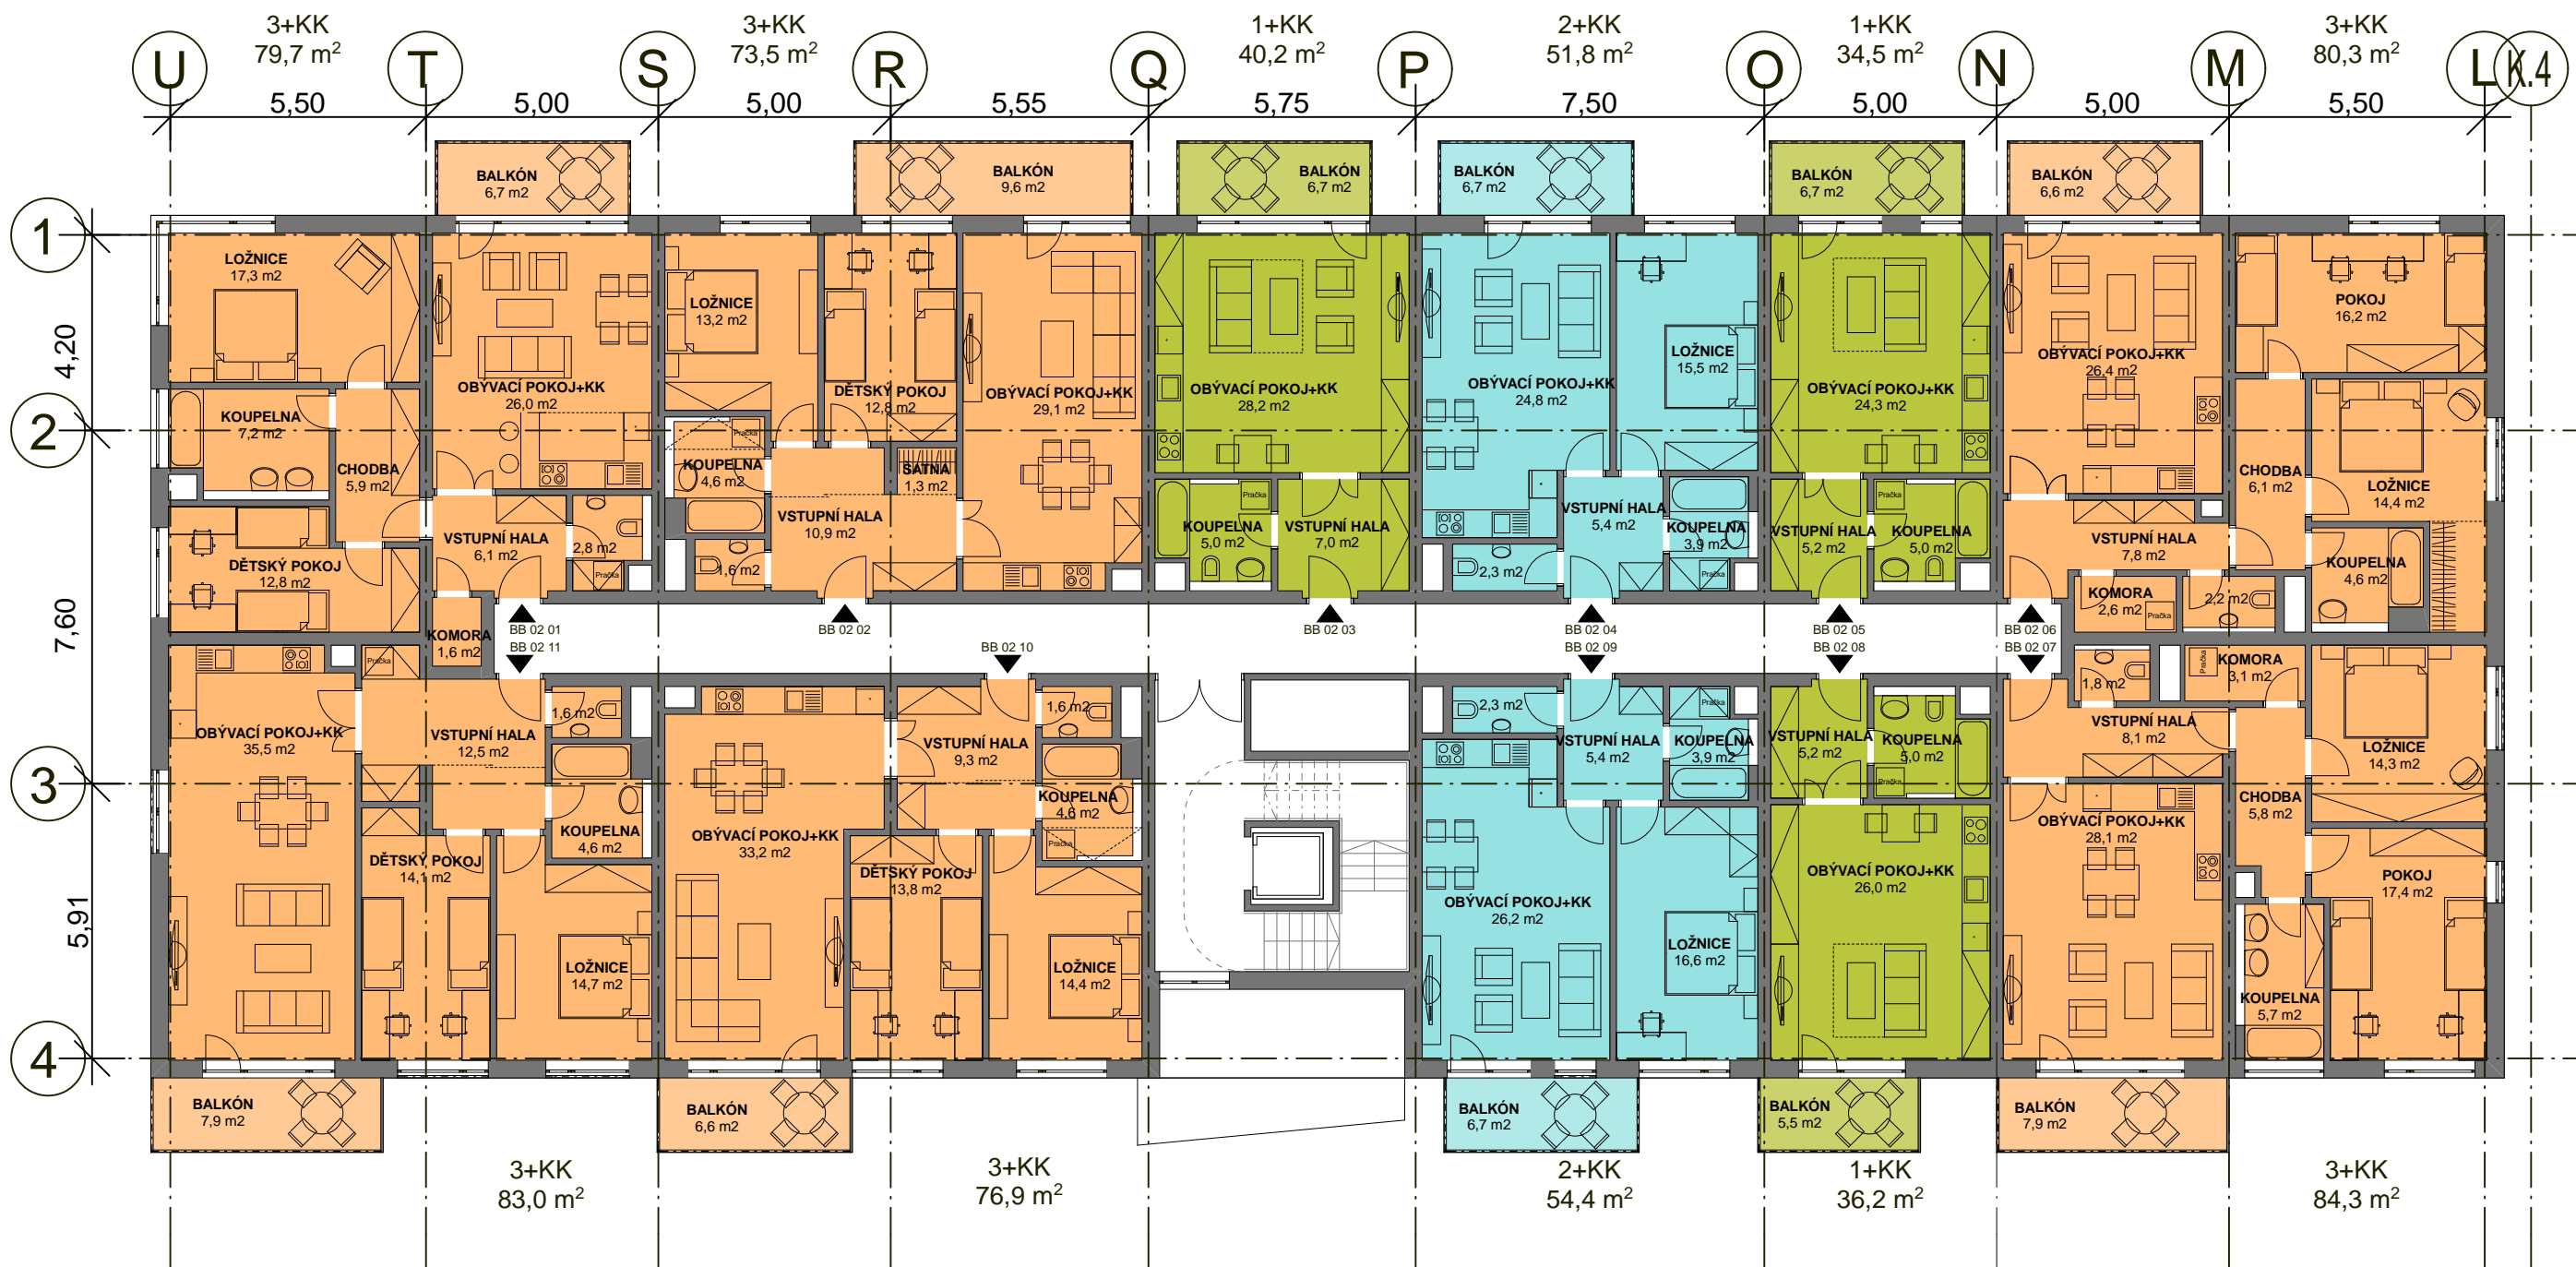 3+KK
79,7 m²
3+KK
73,5 m²
1+KK
40,2 m²
2+KK
51,8 m²
1+KK
34,5 m²
3+KK
80,3 m²
U
T
S
R
Q
P
O
N
M
L
K.4
5,50
5,00
5,00
5,55
5,75
7,50
5,00
5,00
5,50
BALKÓN
6,7 m2
BALKÓN
9,6 m2
BALKÓN
6,7 m2
BALKÓN
6,7 m2
BALKÓN
6,7 m2
BALKÓN
6,6 m2
1
2
3
4
4,20
7,60
5,91
LOŽNICE
17,3 m2
KOUPELNA
7,2 m2
CHODBA
5,9 m2
DĚTSKÝ POKOJ
12,8 m2
OBÝVACÍ POKOJ+KK
26,0 m2
VSTUPNÍ HALA
6,1 m2
2,8 m2
Pračka
KOMORA
1,6 m2
LOŽNICE
13,2 m2
DĚTSKÝ POKOJ
12,8 m2
OBÝVACÍ POKOJ+KK
29,1 m2
Pračka
KOUPELNA
4,6 m2
ŠATNA
1,3 m2
VSTUPNÍ HALA
10,9 m2
1,6 m2
OBÝVACÍ POKOJ+KK
28,2 m2
Pračka
KOUPELNA
5,0 m2
VSTUPNÍ HALA
7,0 m2
OBÝVACÍ POKOJ+KK
24,8 m2
LOŽNICE
15,5 m2
VSTUPNÍ HALA
5,4 m2
KOUPELNA
3,9 m2
2,3 m2
Pračka
OBÝVACÍ POKOJ+KK
24,3 m2
VSTUPNÍ HALA
5,2 m2
Pračka
KOUPELNA
5,0 m2
OBÝVACÍ POKOJ+KK
26,4 m2
VSTUPNÍ HALA
7,8 m2
KOMORA
2,6 m2
Pračka
2,2 m2
POKOJ
16,2 m2
CHODBA
6,1 m2
LOŽNICE
14,4 m2
KOUPELNA
4,6 m2
BB 02 01
BB 02 11
BB 02 02
BB 02 10
BB 02 03
BB 02 04
BB 02 09
BB 02 05
BB 02 08
BB 02 06
BB 02 07
Pračka
OBÝVACÍ POKOJ+KK
35,5 m2
VSTUPNÍ HALA
12,5 m2
1,6 m2
KOUPELNA
4,6 m2
DĚTSKÝ POKOJ
14,1 m2
LOŽNICE
14,7 m2
OBÝVACÍ POKOJ+KK
33,2 m2
VSTUPNÍ HALA
9,3 m2
1,6 m2
KOUPELNA
4,6 m2
Pračka
DĚTSKÝ POKOJ
13,8 m2
LOŽNICE
14,4 m2
2,3 m2
Pračka
VSTUPNÍ HALA
5,4 m2
KOUPELNA
3,9 m2
OBÝVACÍ POKOJ+KK
26,2 m2
LOŽNICE
16,6 m2
VSTUPNÍ HALA
5,2 m2
KOUPELNA
5,0 m2
Pračka
OBÝVACÍ POKOJ+KK
26,0 m2
1,8 m2
Pračka
KOMORA
3,1 m2
VSTUPNÍ HALA
8,1 m2
OBÝVACÍ POKOJ+KK
28,1 m2
CHODBA
5,8 m2
LOŽNICE
14,3 m2
POKOJ
17,4 m2
KOUPELNA
5,7 m2
BALKÓN
7,9 m2
BALKÓN
6,6 m2
BALKÓN
6,7 m2
BALKÓN
5,5 m2
BALKÓN
7,9 m2
3+KK
83,0 m²
3+KK
76,9 m²
2+KK
54,4 m²
1+KK
36,2 m²
3+KK
84,3 m²